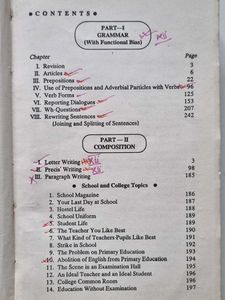 CONTENTS
PART—I
GRAMMAR
(With Functional Bias)
Chapter Page
I. Revision 3
II. Articles 6
III. Prepositions 22
IV. Use of Prepositions and Adverbial Particles with Verbs 96
V. Verb Forms 125
VI. Reporting Dialogues 153
VII. Wh-Questions 207
VIII. Rewriting Sentences 242
(Joining and Splitting of Sentences)
PART — II
COMPOSITION
I. Letter Writing XII 3
II. Precis' Writing XII 98
III. Paragraph Writing 185
• School and College Topics •
1. School Magazine 186
2. Your Last Day at School 187
3. Hostel Life 188
4. School Uniform 189
5. Student Life 189
6. The Teacher You Like Best 190
7. What Kind of Teachers-Pupils Like Best 191
8. Strike in School 192
9. The Problem on Primary Education 193
10. Abolition of English from Primary Education 194
11. The Scene in an Examination Hall 195
12. An Ideal Teacher and an Ideal Student 196
13. College Common Room 196
14. Education Without Examination 197